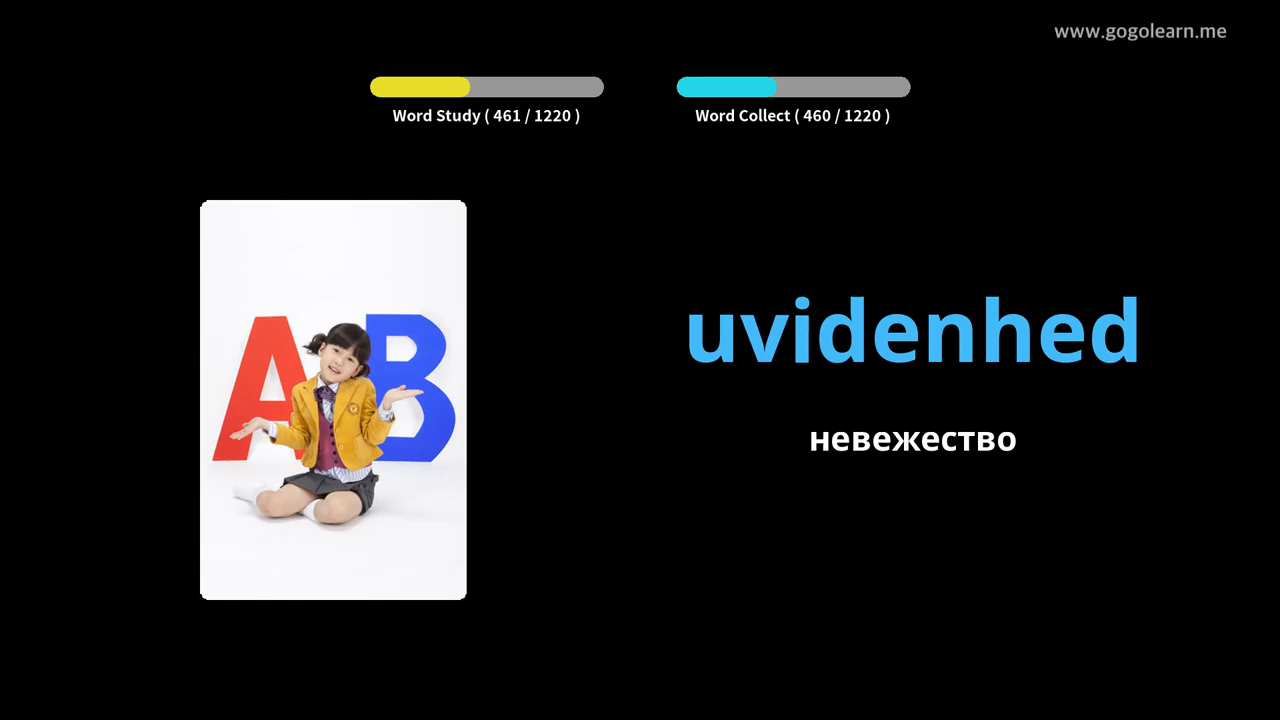 www.gogolearn.me
Word Study ( 461 / 1220 )
Word Collect ( 460 / 1220 )
A B
uvidenhed
невежество